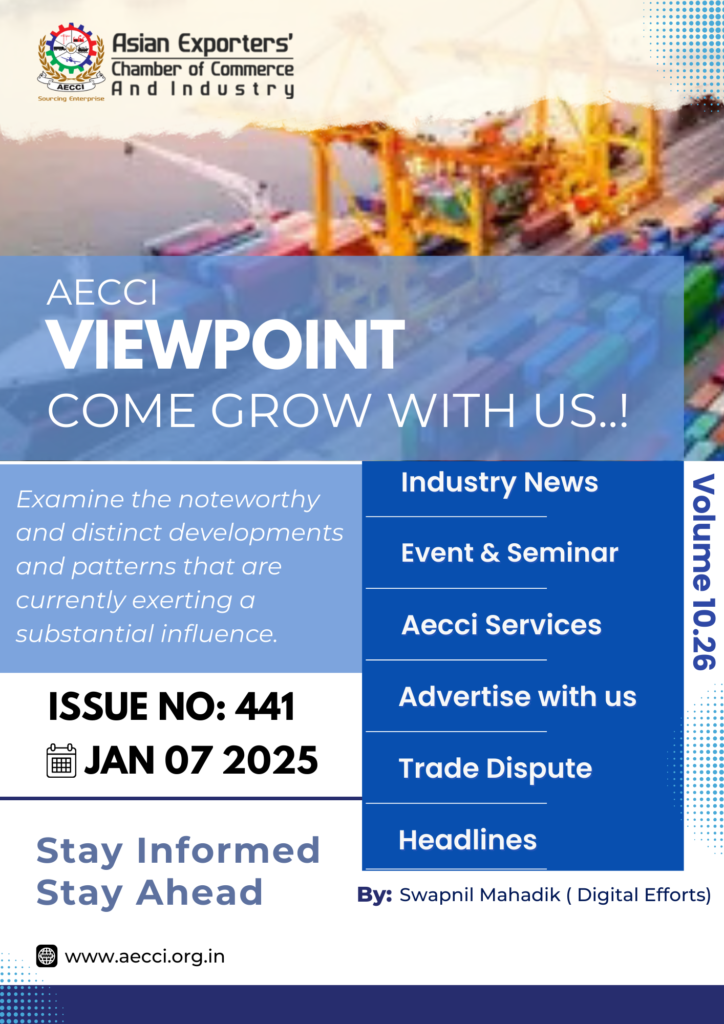 Asian Exporters'
Chamber of Commerce
And Industry
AECCI
Sourcing Enterprise
AECCI
VIEWPOINT
COME GROW WITH US..!
Examine the noteworthy
and distinct developments
and patterns that are
currently exerting a
substantial influence.
Industry News
Event & Seminar
Aecci Services
Advertise with us
Trade Dispute
Headlines
Volume 10.26
ISSUE NO: 441
JAN 07 2025
Stay Informed
Stay Ahead
By: Swapnil Mahadik ( Digital Efforts)
www.aecci.org.in